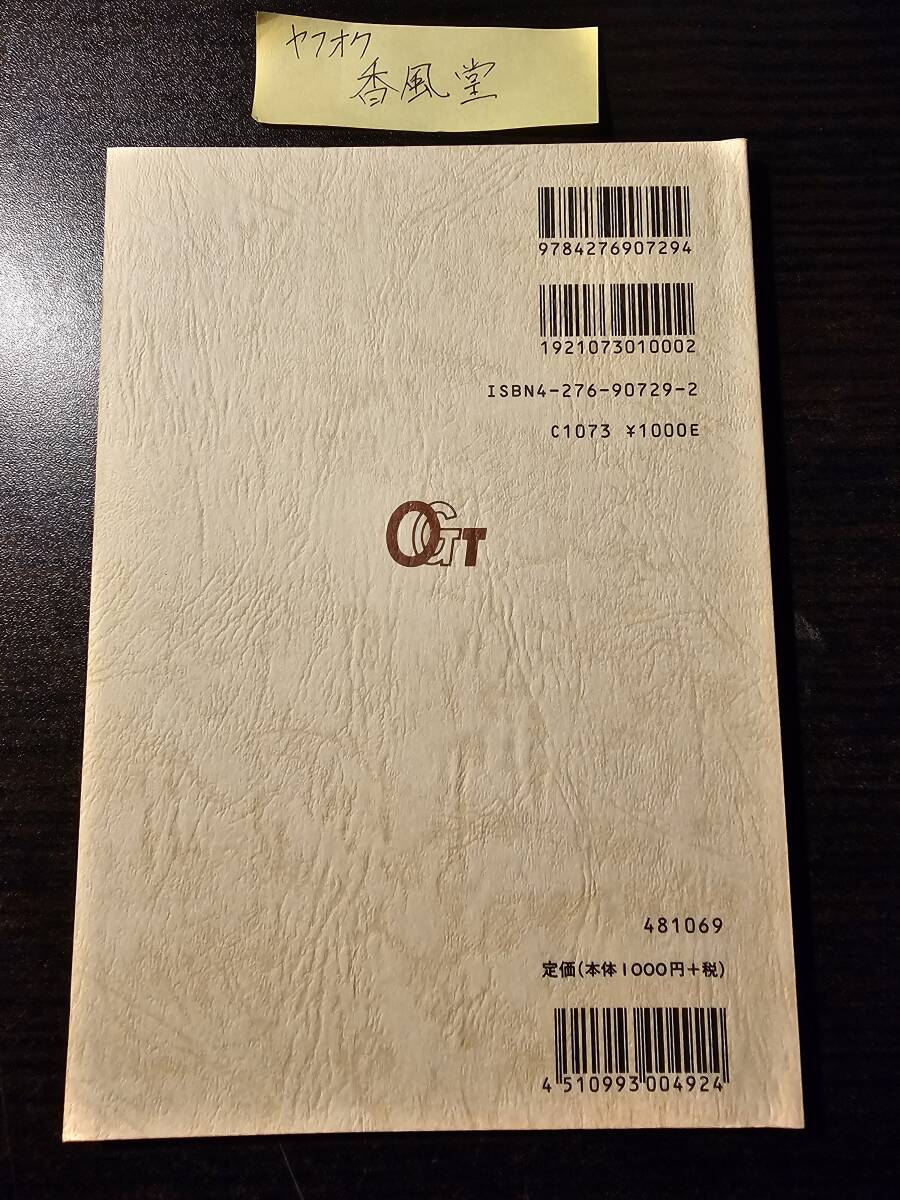 ヤフオク
香風堂
9784276907294
1921073010002
ISBN4-276-90729-2
C1073 ¥1000E
OGT
481069
定価(本体1000円+税)
4510993004924